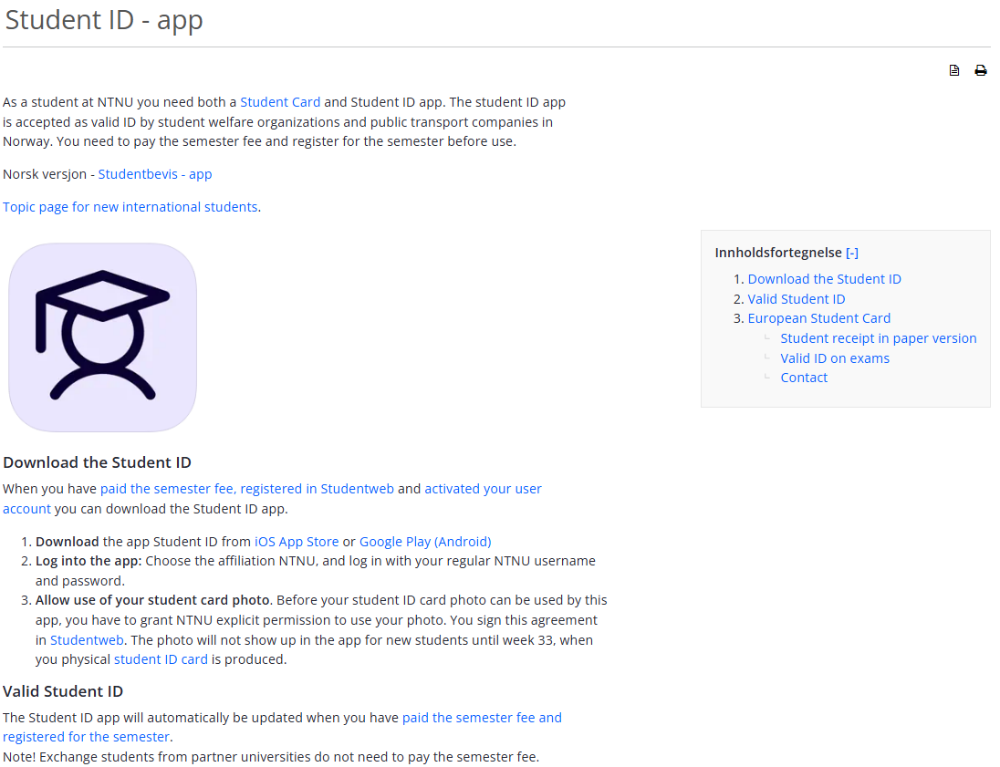 Student ID - app
As a student at NTNU you need both a Student Card and Student ID app. The student ID app
is accepted as valid ID by student welfare organizations and public transport companies in
Norway. You need to pay the semester fee and register for the semester before use.
Norsk versjon - Studentbevis - app
Topic page for new international students.
Innholdsfortegnelse [-]
1. Download the Student ID
2. Valid Student ID
3. European Student Card
Student receipt in paper version
Valid ID on exams
Contact
Download the Student ID
When you have paid the semester fee, registered in Studentweb and activated your user
account you can download the Student ID app.
1. Download the app Student ID from iOS App Store or Google Play (Android)
2. Log into the app: Choose the affiliation NTNU, and log in with your regular NTNU username
and password.
3. Allow use of your student card photo. Before your student ID card photo can be used by this
app, you have to grant NTNU explicit permission to use your photo. You sign this agreement
in Studentweb. The photo will not show up in the app for new students until week 33, when
you physical student ID card is produced.
Valid Student ID
The Student ID app will automatically be updated when you have paid the semester fee and
registered for the semester.
Note! Exchange students from partner universities do not need to pay the semester fee.